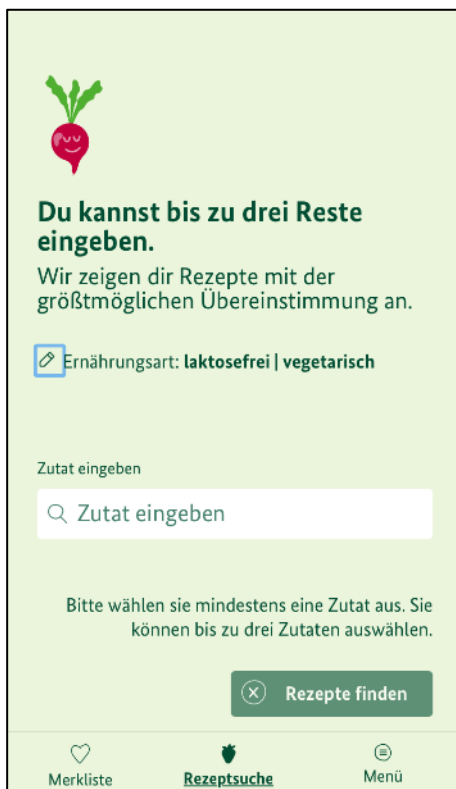 Du kannst bis zu drei Reste
eingeben.
Wir zeigen dir Rezepte mit der
größtmöglichen Übereinstimmung an.
Ernährungsart: laktosefrei | vegetarisch
Zutat eingeben
Zutat eingeben
Bitte wählen sie mindestens eine Zutat aus. Sie
können bis zu drei Zutaten auswählen.
Rezepte finden
Merkliste Rezeptsuche Menü